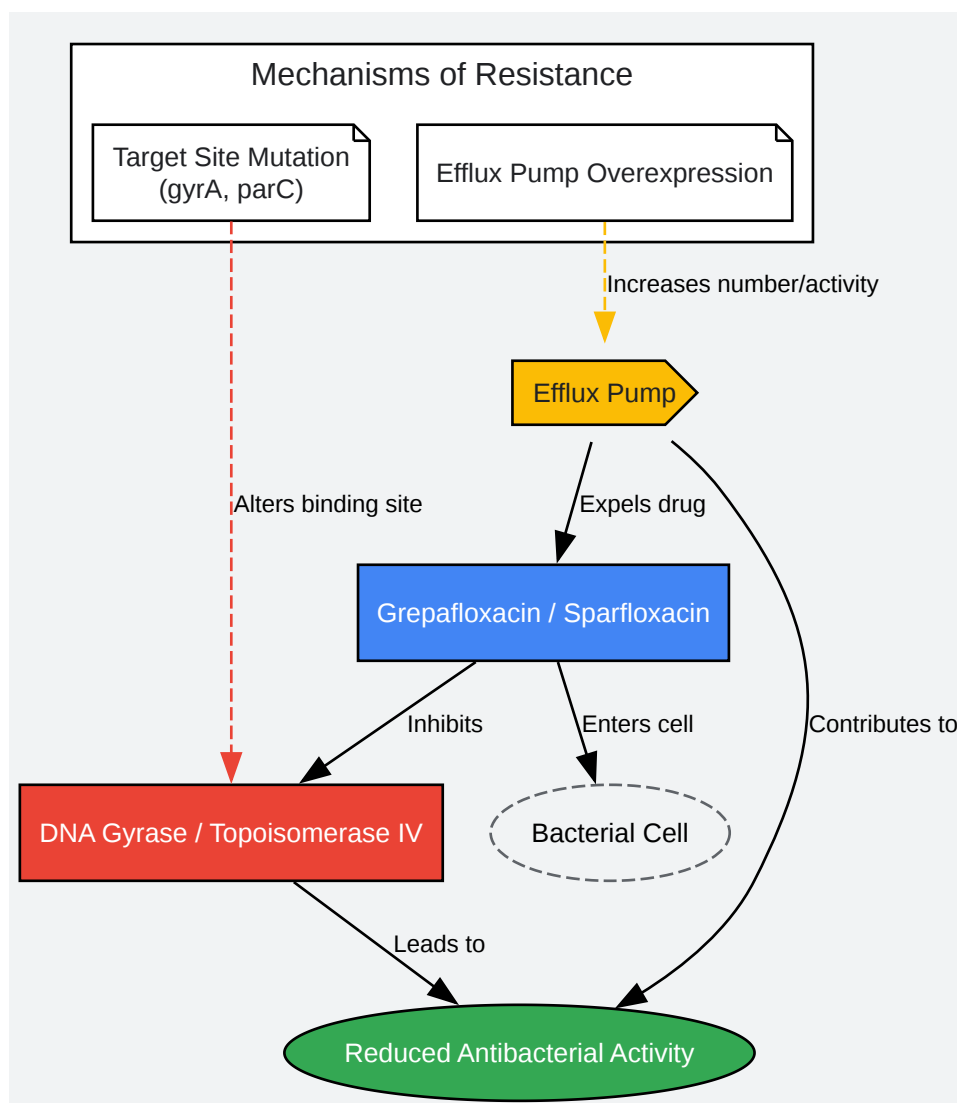 Mechanisms of Resistance
Target Site Mutation
(gyrA, parC)
Efflux Pump Overexpression
Increases number/activity
Efflux Pump
Alters binding site
Expels drug
Grepafloxacin / Sparfloxacin
Inhibits
Enters cell
Contributes to
DNA Gyrase / Topoisomerase IV
Bacterial Cell
Leads to
Reduced Antibacterial Activity